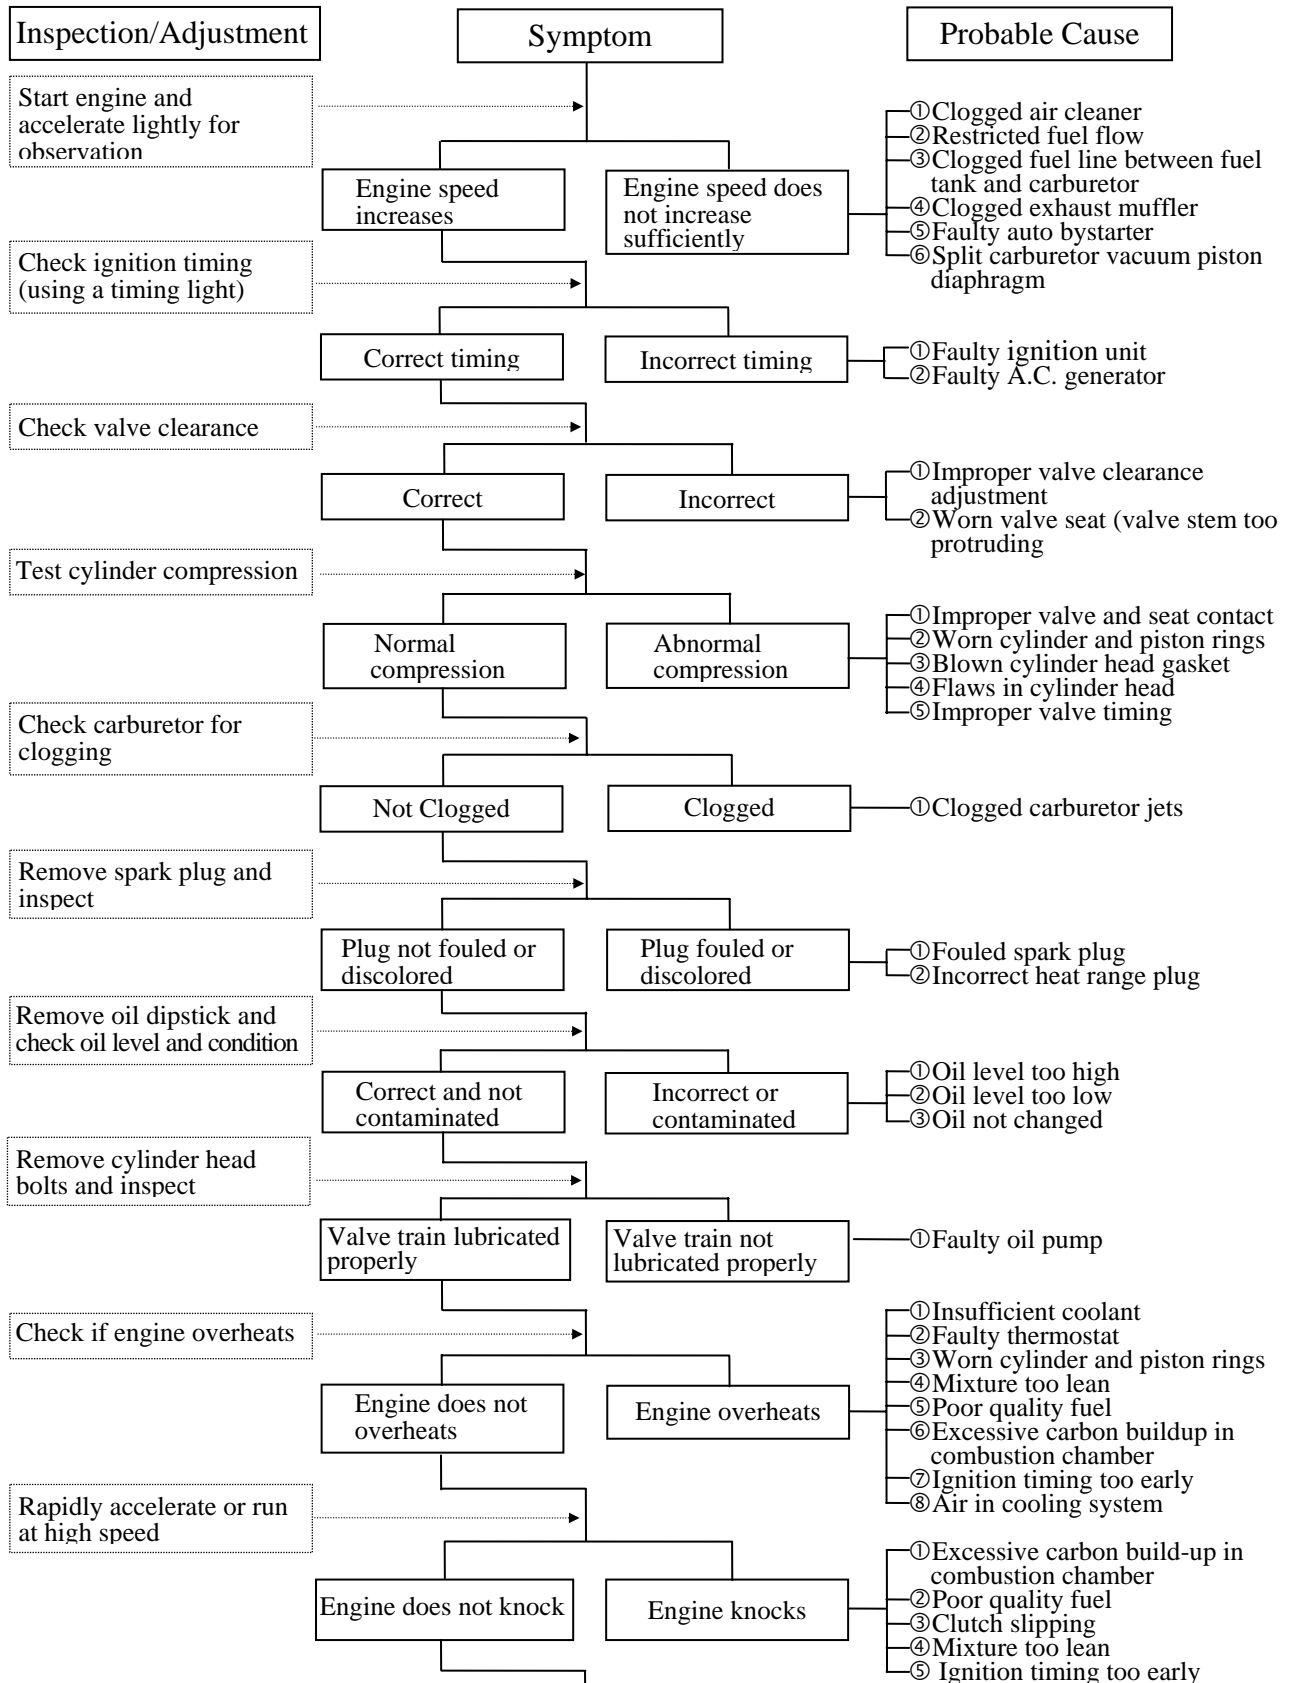 Inspection/Adjustment
Symptom
Probable Cause
Start engine and
accelerate lightly for
observation
Engine speed
increases
Engine speed does
not increase
sufficiently
①Clogged air cleaner
②Restricted fuel flow
③Clogged fuel line between fuel
tank and carburetor
④Clogged exhaust muffler
⑤Faulty auto bystarter
⑥Split carburetor vacuum piston
diaphragm
Check ignition timing
(using a timing light)
Correct timing
Incorrect timing
①Faulty ignition unit
②Faulty A.C. generator
Check valve clearance
Correct
Incorrect
①Improper valve clearance
adjustment
②Worn valve seat (valve stem too
protruding
Test cylinder compression
Normal
compression
Abnormal
compression
①Improper valve and seat contact
②Worn cylinder and piston rings
③Blown cylinder head gasket
④Flaws in cylinder head
⑤Improper valve timing
Check carburetor for
clogging
Not Clogged
Clogged
①Clogged carburetor jets
Remove spark plug and
inspect
Plug not fouled or
discolored
Plug fouled or
discolored
①Fouled spark plug
②Incorrect heat range plug
Remove oil dipstick and
check oil level and condition
Correct and not
contaminated
Incorrect or
contaminated
①Oil level too high
②Oil level too low
③Oil not changed
Remove cylinder head
bolts and inspect
Valve train lubricated
properly
Valve train not
lubricated properly
①Faulty oil pump
Check if engine overheats
Engine does not
overheats
Engine overheats
①Insufficient coolant
②Faulty thermostat
③Worn cylinder and piston rings
④Mixture too lean
⑤Poor quality fuel
⑥Excessive carbon buildup in
combustion chamber
⑦Ignition timing too early
⑧Air in cooling system
Rapidly accelerate or run
at high speed
Engine does not knock
Engine knocks
①Excessive carbon build-up in
combustion chamber
②Poor quality fuel
③Clutch slipping
④Mixture too lean
⑤ Ignition timing too early